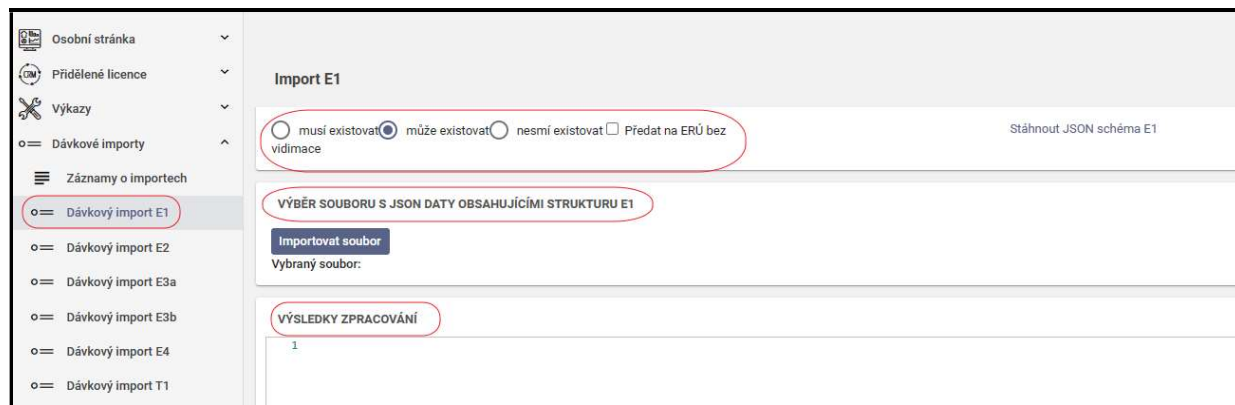 Osobní stránka
Přidělené licence
Výkazy
Dávkové importy
Záznamy o importech
Dávkový import E1
Dávkový import E2
Dávkový import E3a
Dávkový import E3b
Dávkový import E4
Dávkový import T1
Import E1
musí existovat může existovat nesmí existovat Předat na ERÚ bez
vidimace
Stáhnout JSON schéma E1
VÝBĚR SOUBORU S JSON DATY OBSAHUJÍCÍMI STRUKTURU E1
Importovat soubor
Vybraný soubor:
VÝSLEDKY ZPRACOVÁNÍ
1